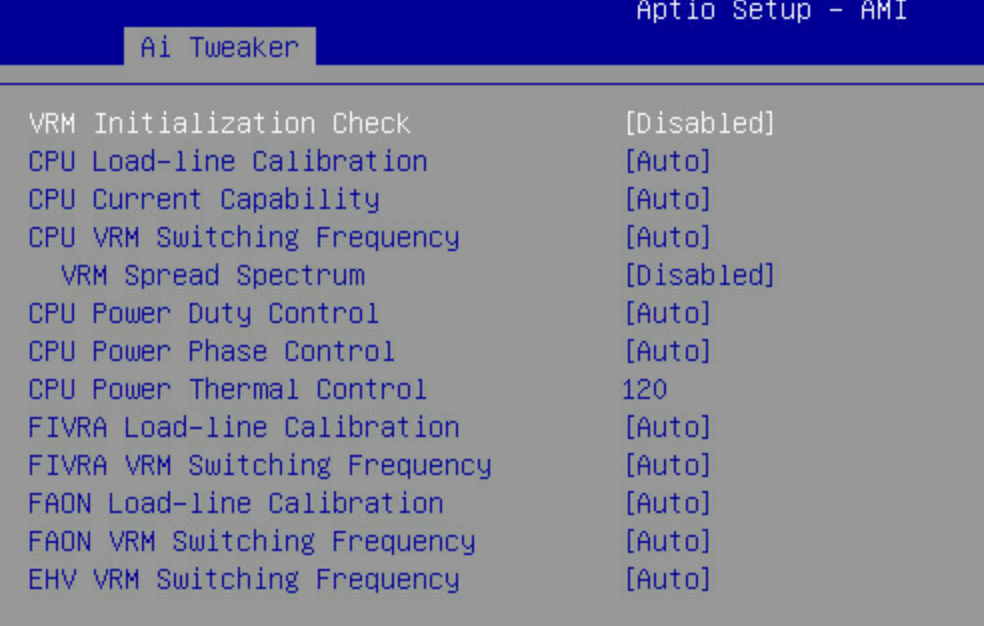 Aptio Setup – AMI
Ai Tweaker
VRM Initialization Check [Disabled]
CPU Load-line Calibration [Auto]
CPU Current Capability [Auto]
CPU VRM Switching Frequency [Auto]
VRM Spread Spectrum [Disabled]
CPU Power Duty Control [Auto]
CPU Power Phase Control [Auto]
CPU Power Thermal Control 120
FIVRA Load-line Calibration [Auto]
FIVRA VRM Switching Frequency [Auto]
FAON Load-line Calibration [Auto]
FAON VRM Switching Frequency [Auto]
EHV VRM Switching Frequency [Auto]